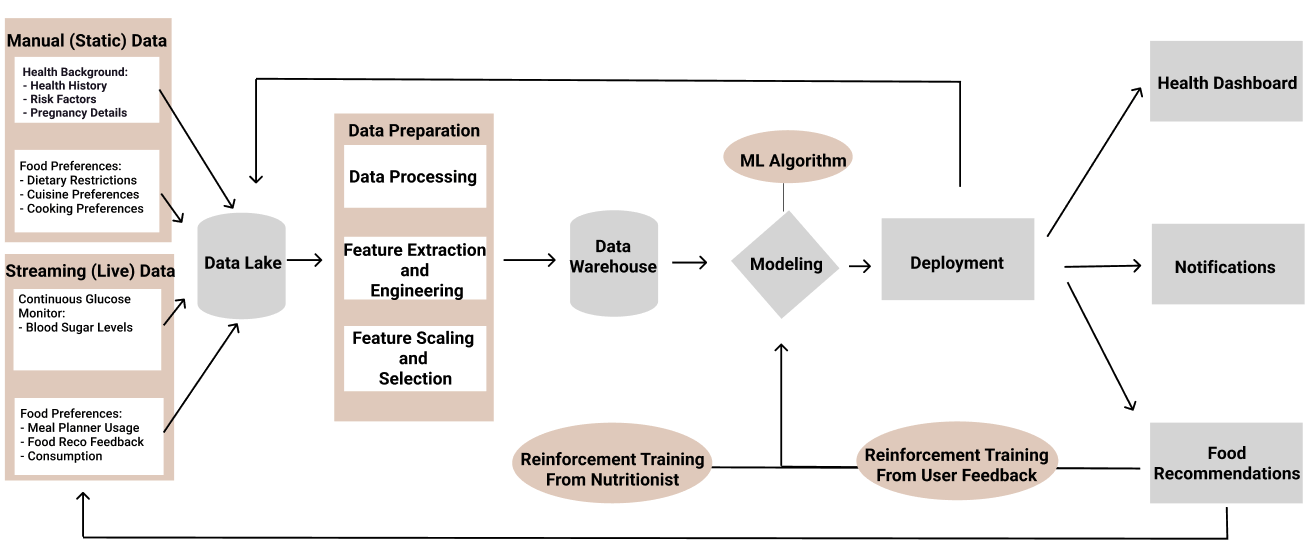 Manual (Static) Data
Health Background:
- Health History
- Risk Factors
- Pregnancy Details
Food Preferences:
- Dietary Restrictions
- Cuisine Preferences
- Cooking Preferences
Streaming (Live) Data
Continuous Glucose
Monitor:
- Blood Sugar Levels
Food Preferences:
- Meal Planner Usage
- Food Reco Feedback
- Consumption
Data Lake
Data Preparation
Data Processing
Feature Extraction
and
Engineering
Feature Scaling
and
Selection
Data
Warehouse
ML Algorithm
Modeling
Deployment
Reinforcement Training
From Nutritionist
Reinforcement Training
From User Feedback
Health Dashboard
Notifications
Food
Recommendations